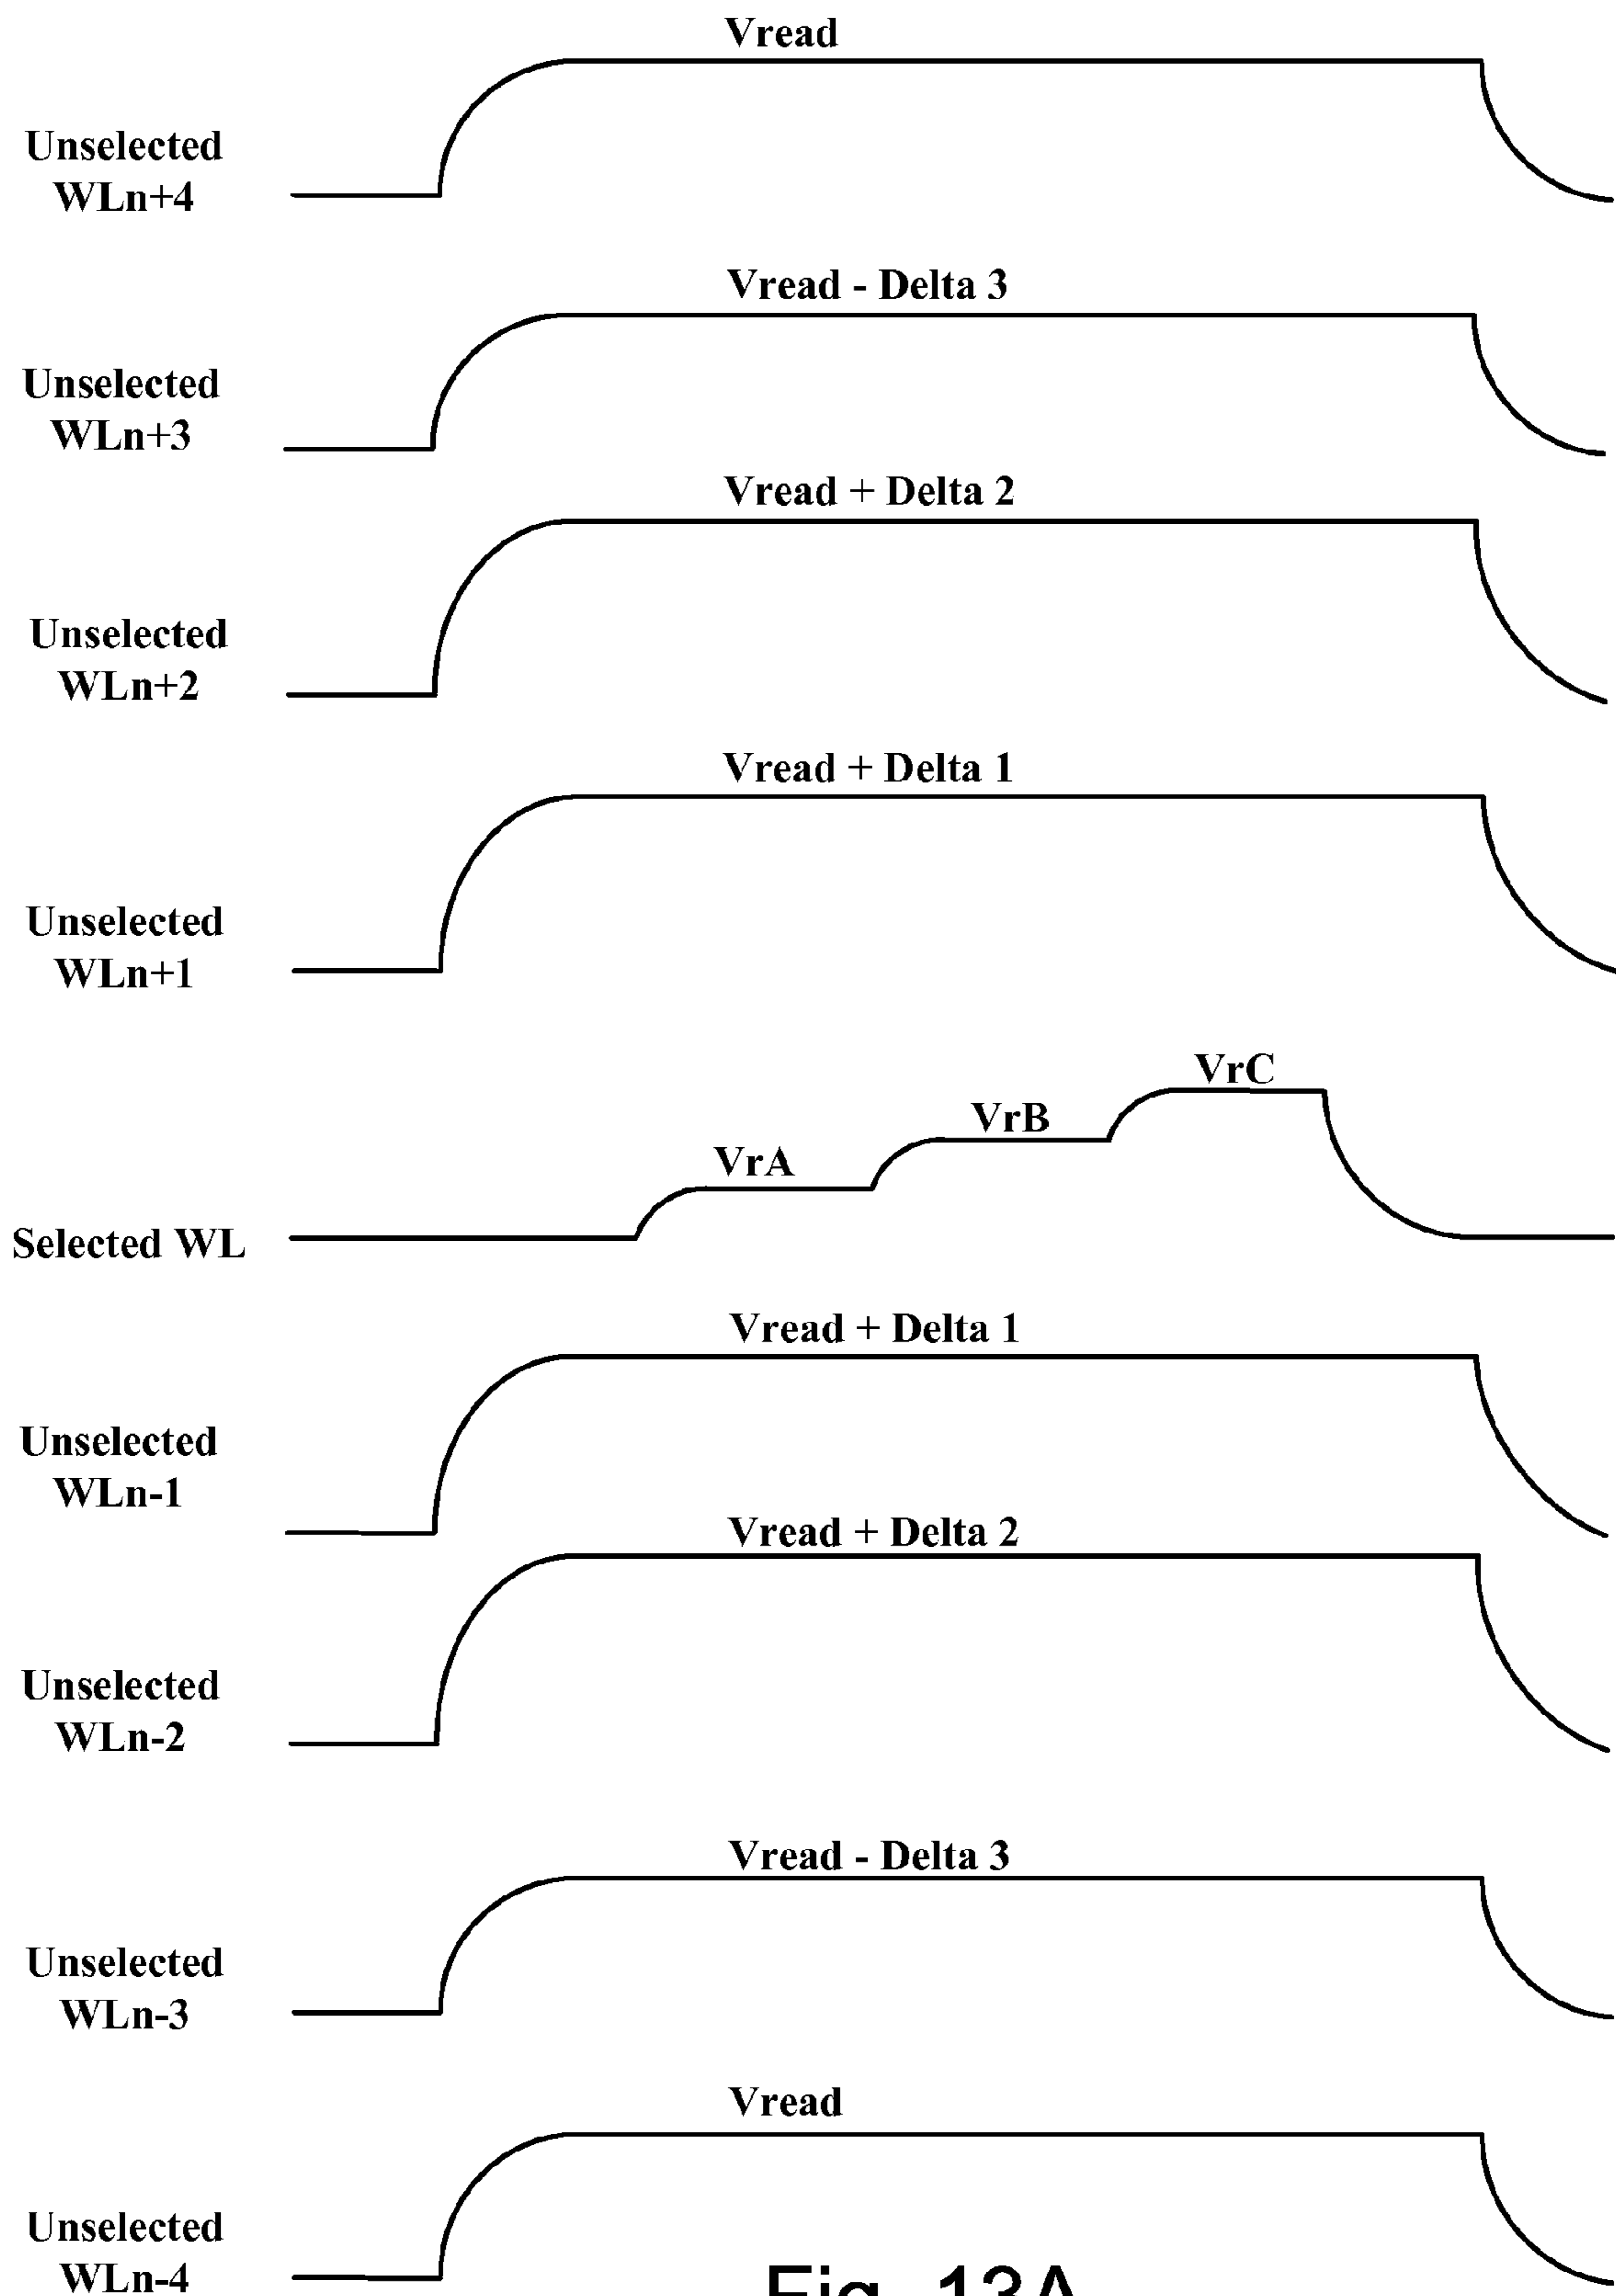 Vread
Unselected
WLn+4
Vread - Delta 3
Unselected
WLn+3
Vread + Delta 2
Unselected
WLn+2
Vread + Delta 1
Unselected
WLn+1
VrC
VrB
VrA
Selected WL
Vread + Delta 1
Unselected
WLn-1
Vread + Delta 2
Unselected
WLn-2
Vread - Delta 3
Unselected
WLn-3
Vread
Unselected
WLn-4
Fig. 13A